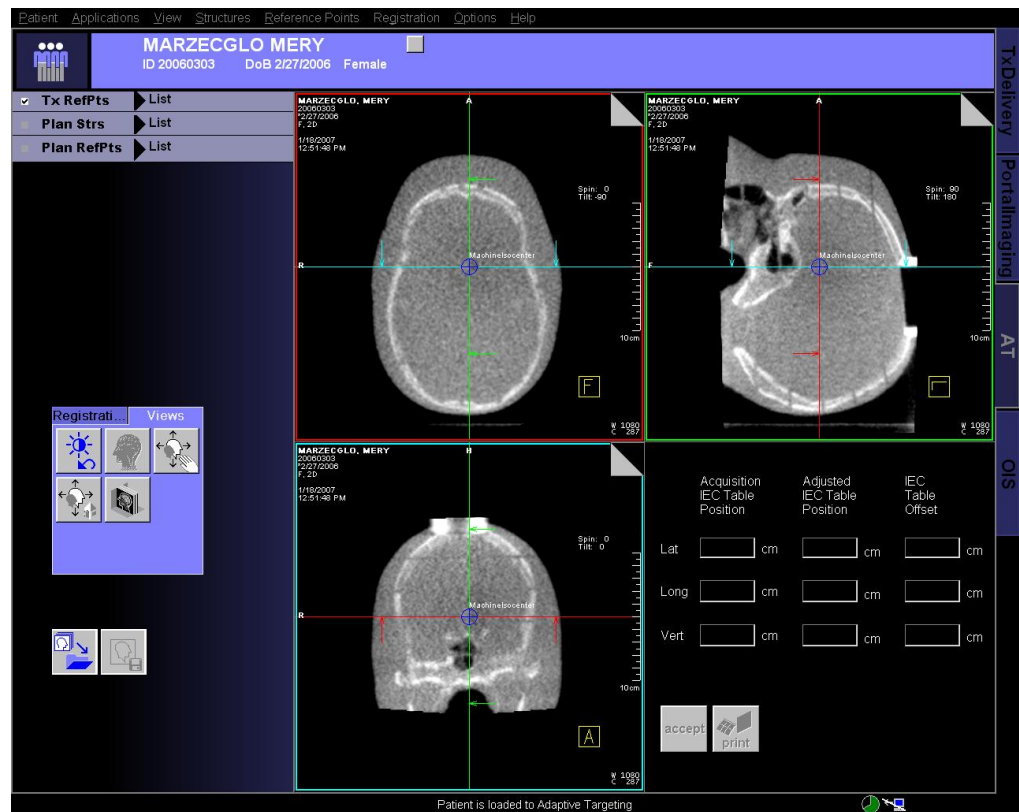 Patient Applications View Structures Reference Points Registration Options Help
MARZECGLO MERY
ID 20060303 DoB 2/27/2006 Female
Tx RefPts List
Plan Strs List
Plan RefPts List
Registrati... Views
MARZECGLO, MERY
20060303
*2/27/2006
F, 2D
1/18/2007
12:51:48 PM
A
Spin: 0
Tilt: -90
R
MachineIsocenter
10cm
F
W 1080
C 287
MARZECGLO, MERY
20060303
*2/27/2006
F, 2D
1/18/2007
12:51:48 PM
A
Spin: 90
Tilt: 180
F
MachineIsocenter
10cm
L
W 1080
C 287
MARZECGLO, MERY
20060303
*2/27/2006
F, 2D
1/18/2007
12:51:48 PM
H
Spin: 0
Tilt: 0
R
MachineIsocenter
10cm
A
W 1080
C 287
Acquisition
IEC Table
Position
Adjusted
IEC Table
Position
IEC
Table
Offset
Lat cm cm cm
Long cm cm cm
Vert cm cm cm
accept
print
TxDelivery
PortalImaging
AT
OIS
Patient is loaded to Adaptive Targeting